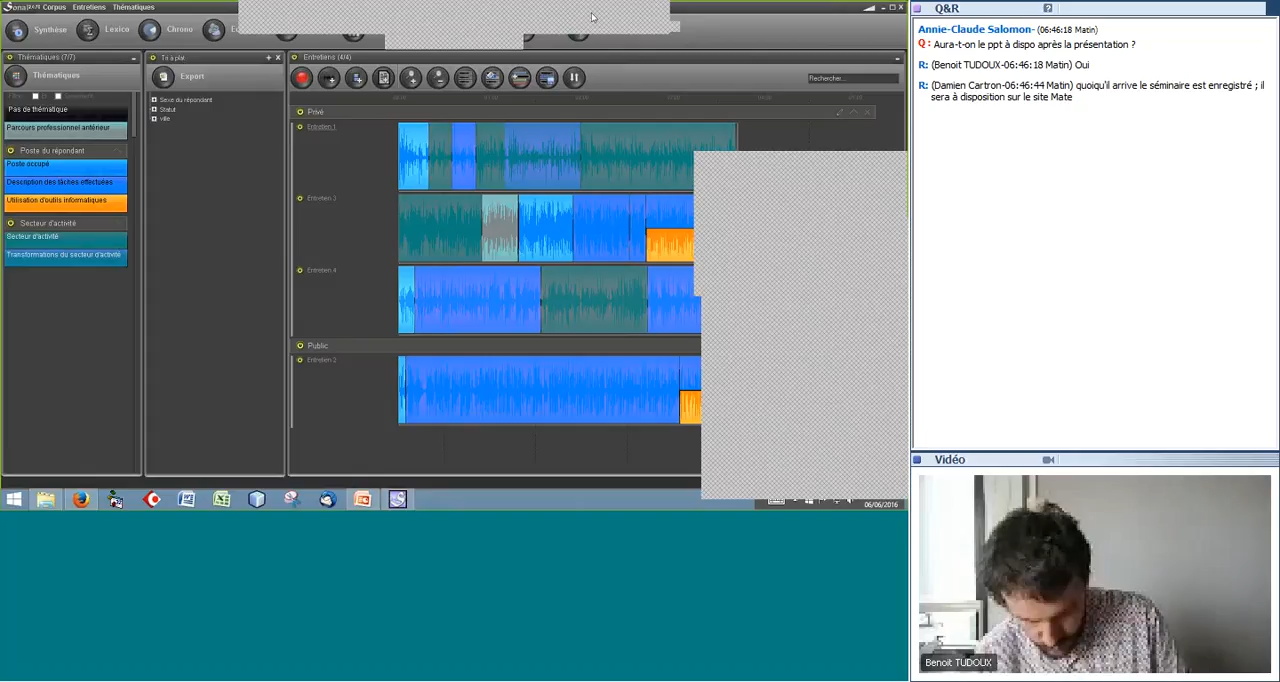 Sonal Corpus Entretiens Thématiques
Synthèse Lexico Chrono
Thématiques (7/7)
Thématiques
Pas de thématique
Parcours professionnel antérieur
Poste du répondant
Poste occupé
Description des tâches effectuées
Utilisation d'outils informatiques
Secteur d'activité
Secteur d'activité
Transformations du secteur d'activité
Tri à plat
Export
Sexe du répondant
Statut
ville
Entretiens (4/4)
Rechercher...
Privé
Entretien 1
Entretien 3
Entretien 4
Public
Entretien 2
06/06/2016
Q&R
Annie-Claude Salomon- (06:46:18 Matin)
Q : Aura-t-on le ppt à dispo après la présentation ?
R: (Benoit TUDOUX-06:46:18 Matin) Oui
R: (Damien Cartron-06:46:44 Matin) quoiqu'il arrive le séminaire est enregistré ; il
sera à disposition sur le site Mate
Vidéo
Benoit TUDOUX